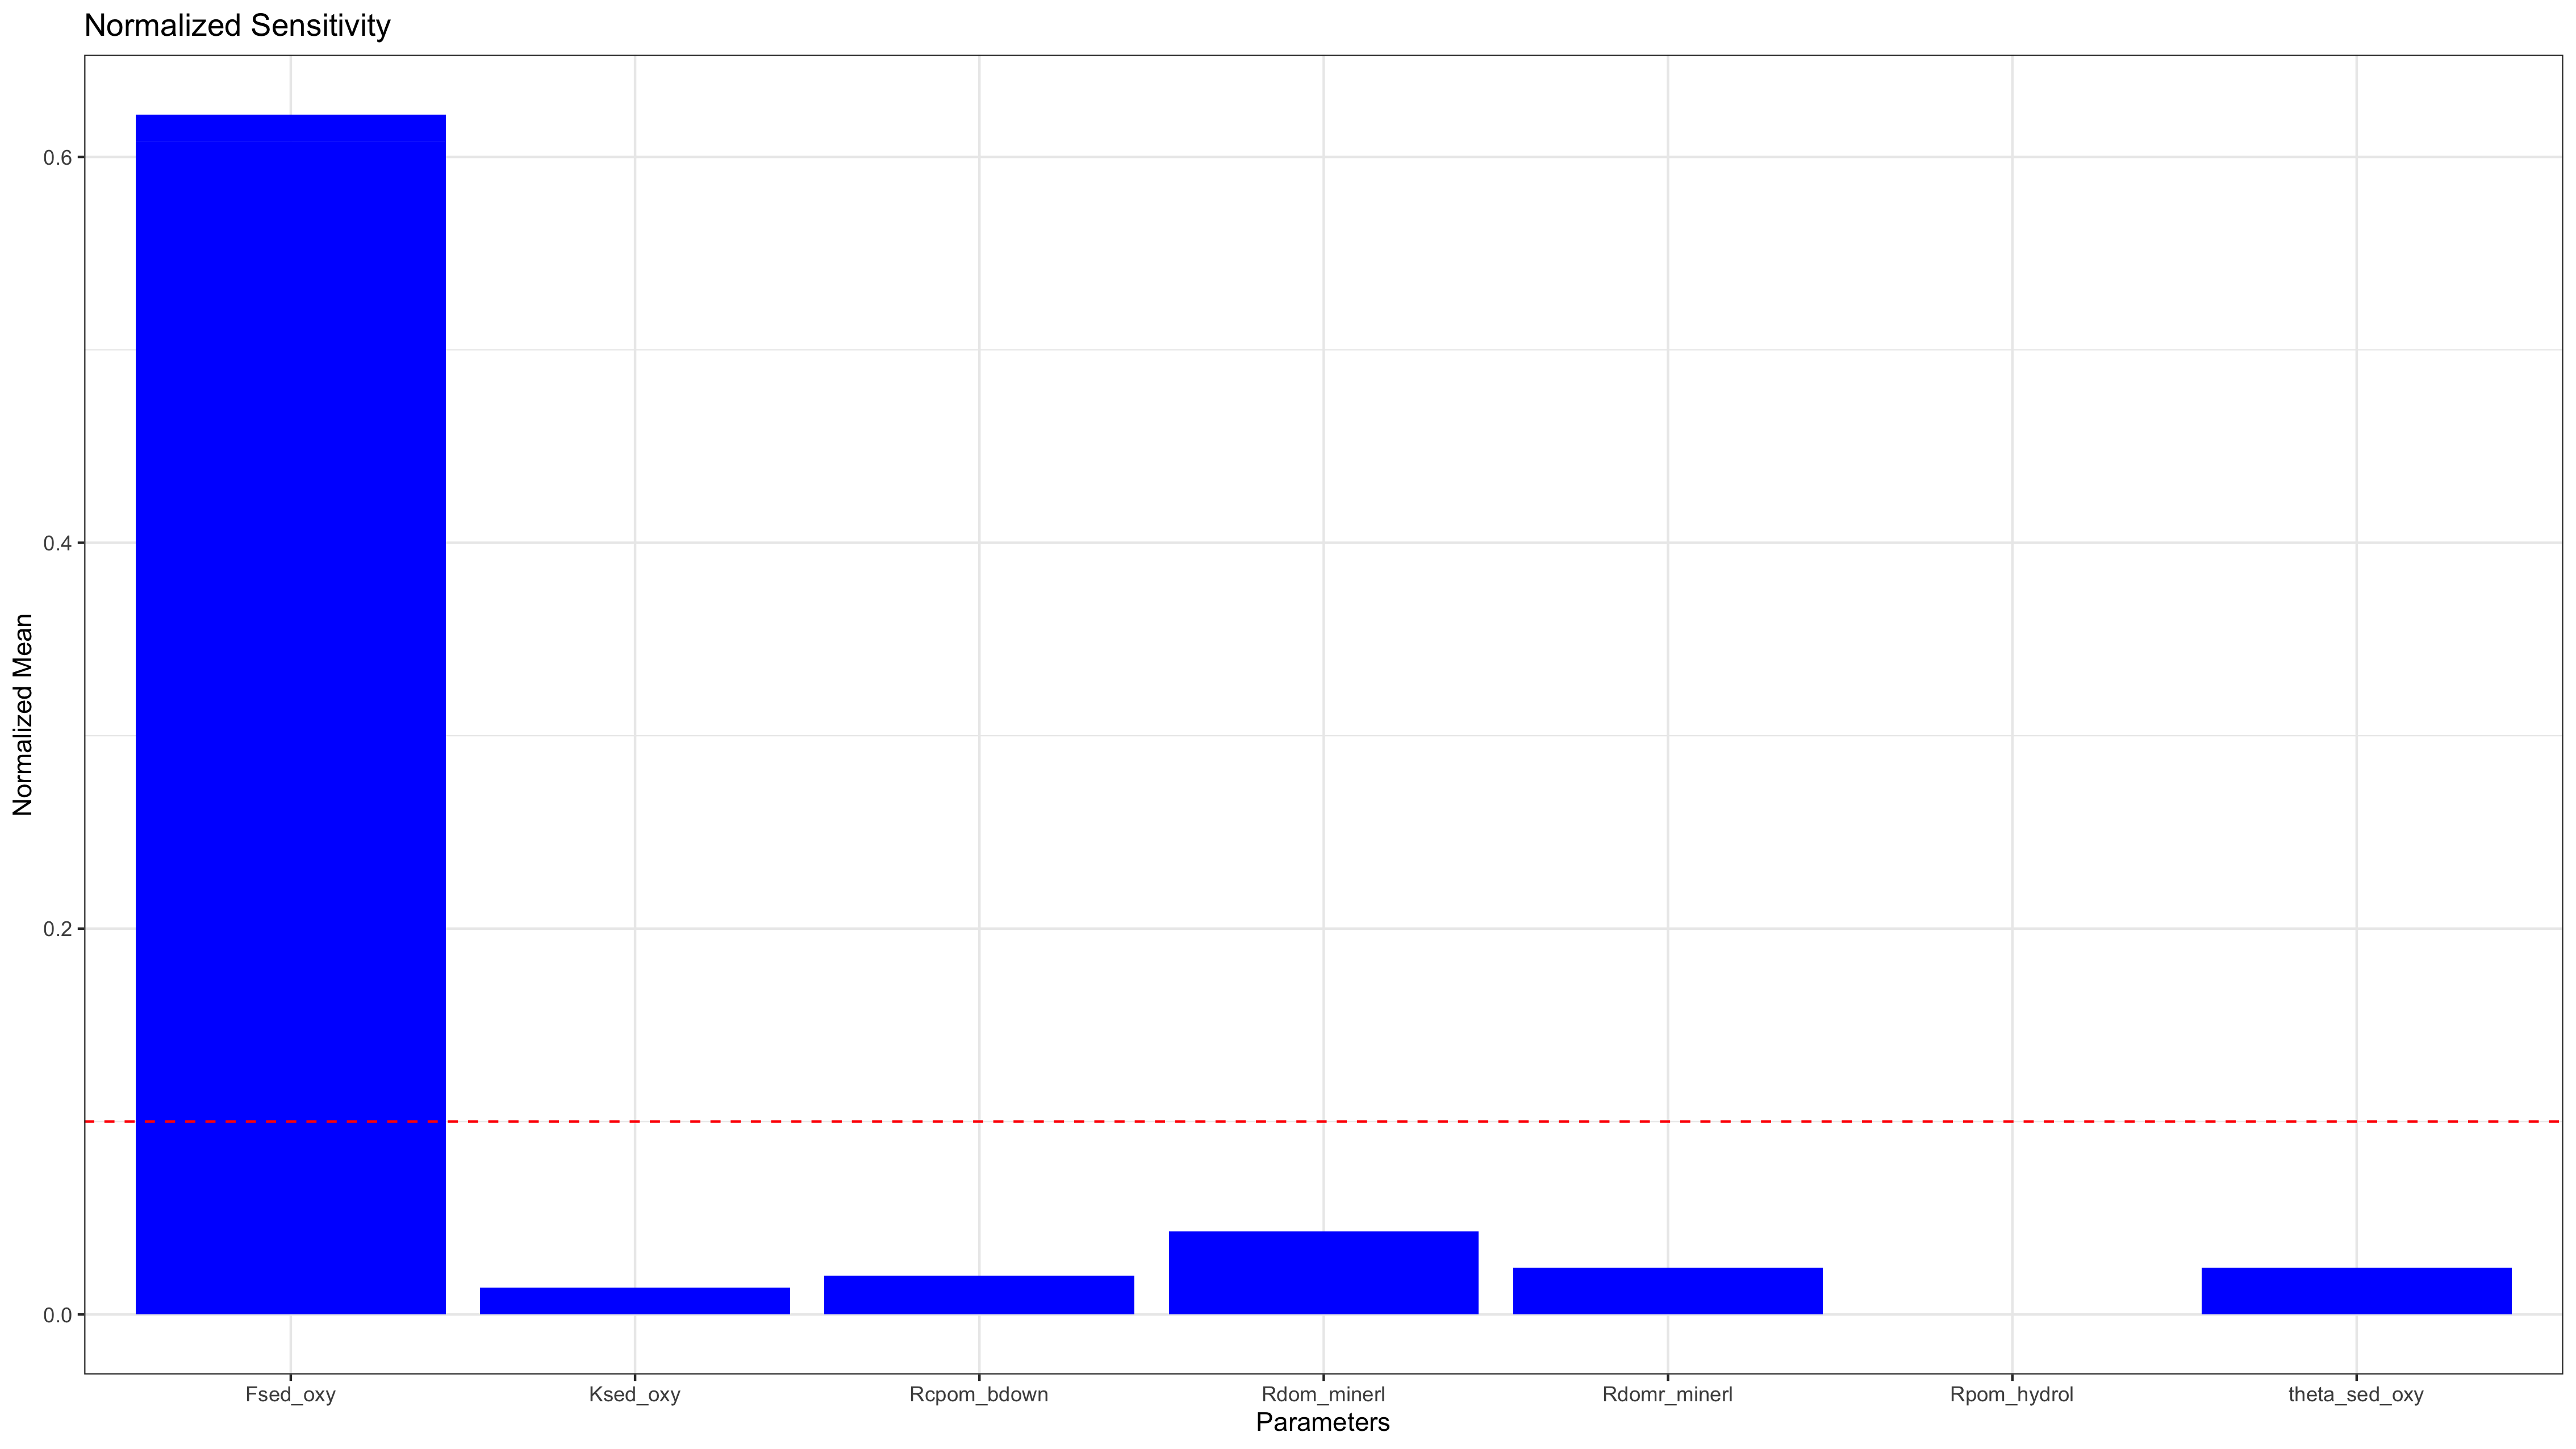 Normalized Sensitivity
Normalized Mean
0.6
0.4
0.2
0.0
Fsed_oxy Ksed_oxy Rcpom_bdown Rdom_minerl Rdomr_minerl Rpom_hydrol theta_sed_oxy
Parameters